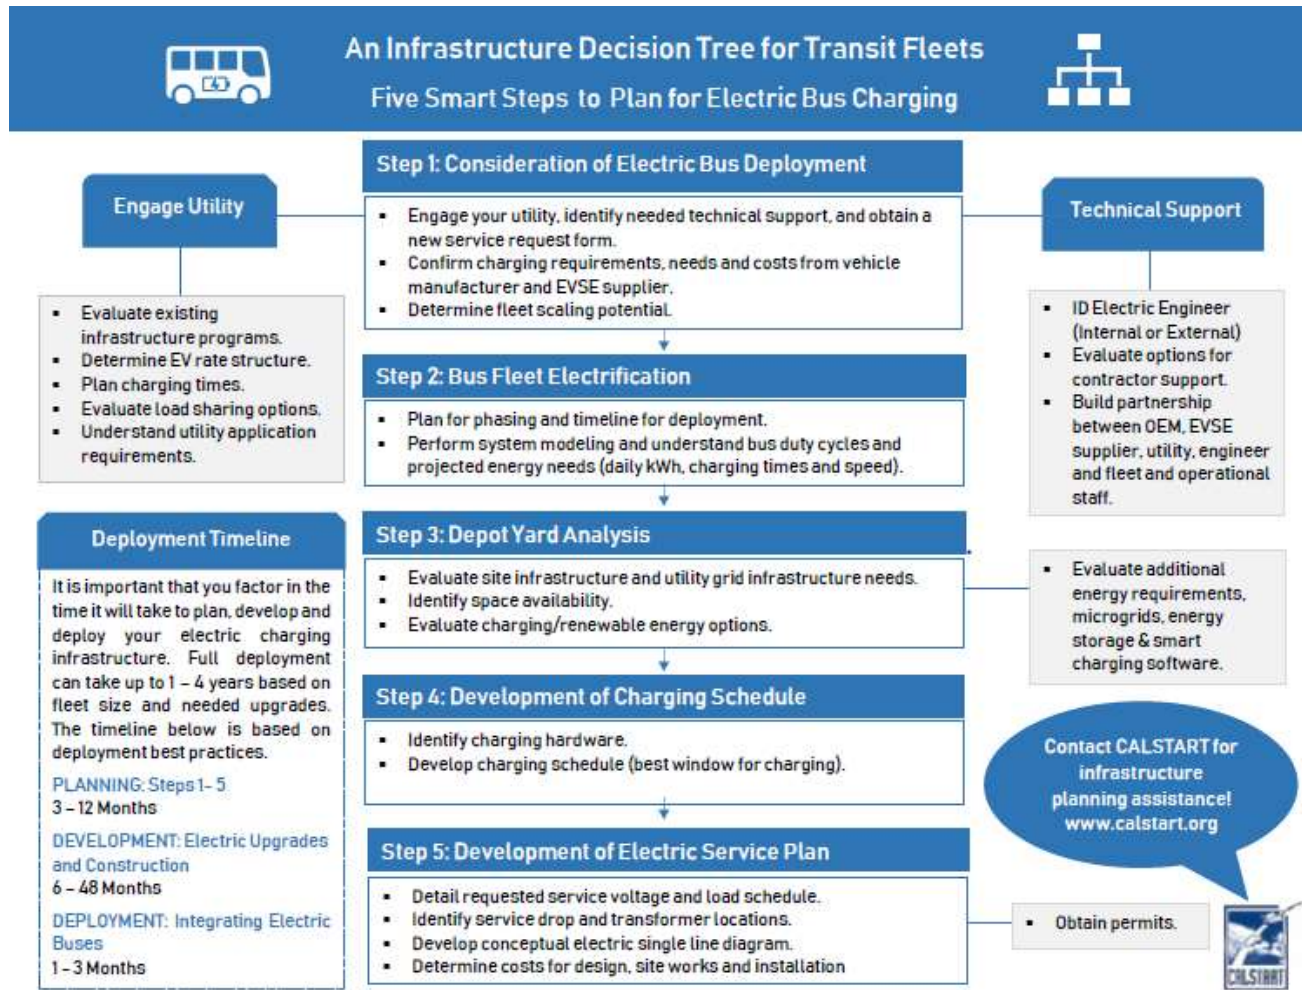 An Infrastructure Decision Tree for Transit Fleets
Five Smart Steps to Plan for Electric Bus Charging
Engage Utility
▪ Evaluate existing
infrastructure programs.
▪ Determine EV rate structure.
▪ Plan charging times.
▪ Evaluate load sharing options.
▪ Understand utility application
requirements.
Deployment Timeline
It is important that you factor in the
time it will take to plan, develop and
deploy your electric charging
infrastructure. Full deployment
can take up to 1 – 4 years based on
fleet size and needed upgrades.
The timeline below is based on
deployment best practices.
PLANNING: Steps 1- 5
3 – 12 Months
DEVELOPMENT: Electric Upgrades
and Construction
6 – 48 Months
DEPLOYMENT: Integrating Electric
Buses
1 – 3 Months
Step 1: Consideration of Electric Bus Deployment
▪ Engage your utility, identify needed technical support, and obtain a
new service request form.
▪ Confirm charging requirements, needs and costs from vehicle
manufacturer and EVSE supplier.
▪ Determine fleet scaling potential.
Step 2: Bus Fleet Electrification
▪ Plan for phasing and timeline for deployment.
▪ Perform system modeling and understand bus duty cycles and
projected energy needs (daily kWh, charging times and speed).
Step 3: Depot Yard Analysis
▪ Evaluate site infrastructure and utility grid infrastructure needs.
▪ Identify space availability.
▪ Evaluate charging/renewable energy options.
Step 4: Development of Charging Schedule
▪ Identify charging hardware.
▪ Develop charging schedule (best window for charging).
Step 5: Development of Electric Service Plan
▪ Detail requested service voltage and load schedule.
▪ Identify service drop and transformer locations.
▪ Develop conceptual electric single line diagram.
▪ Determine costs for design, site works and installation
Technical Support
▪ ID Electric Engineer
(Internal or External)
▪ Evaluate options for
contractor support.
▪ Build partnership
between OEM, EVSE
supplier, utility, engineer
and fleet and operational
staff.
▪ Evaluate additional
energy requirements,
microgrids, energy
storage & smart
charging software.
Contact CALSTART for
infrastructure
planning assistance!
www.calstart.org
▪ Obtain permits.
CALSTART